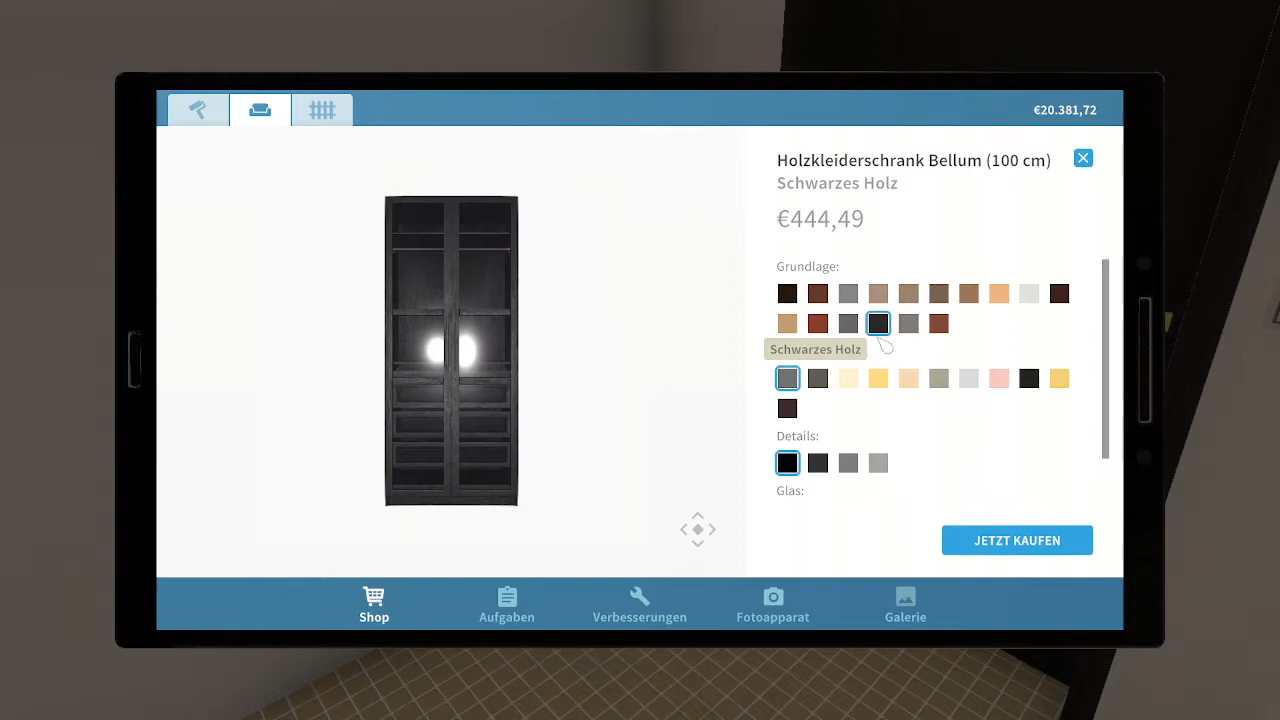 €20.381,72
Holzkleiderschrank Bellum (100 cm)
Schwarzes Holz
€444,49
Grundlage:
Schwarzes Holz
Details:
Glas:
JETZT KAUFEN
Shop
Aufgaben
Verbesserungen
Fotoapparat
Galerie